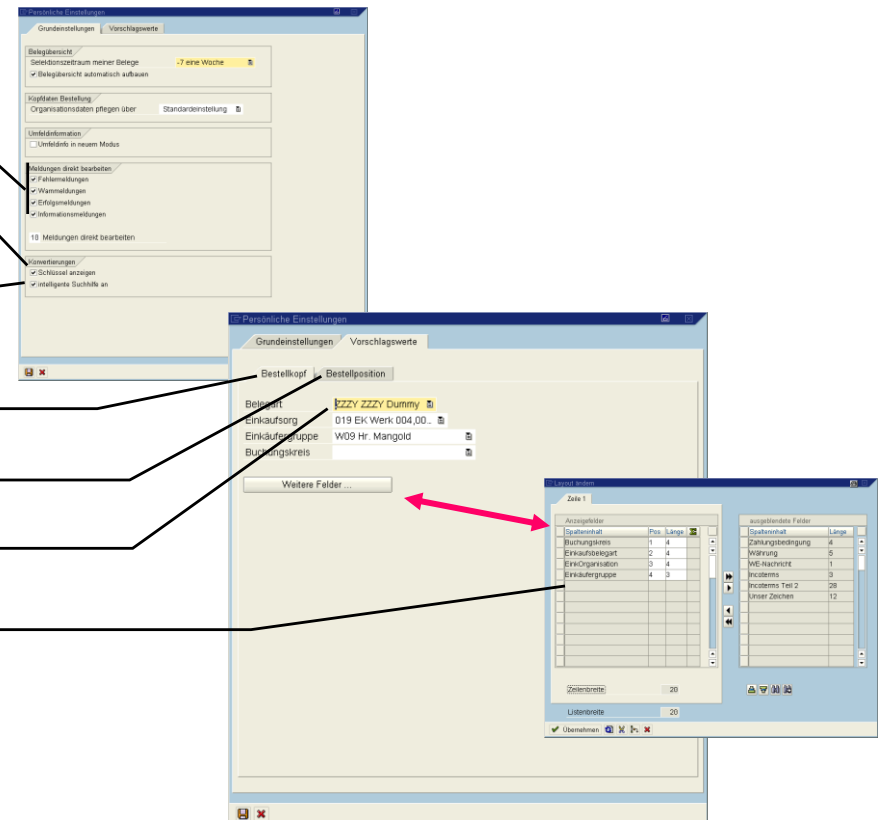 Persönliche Einstellungen
Grundeinstellungen Vorschlagswerte
Belegübersicht
Selektionszeitraum meiner Belege -7 eine Woche
Belegübersicht automatisch aufbauen
Kopfdaten Bestellung
Organisationsdaten pflegen über Standardeinstellung
Umfeldinformation
Umfeldinfo in neuem Modus
Meldungen direkt bearbeiten
Fehlermeldungen
Warnmeldungen
Erfolgsmeldungen
Informationsmeldungen
10 Meldungen direkt bearbeiten
Konvertierungen
Schlüssel anzeigen
intelligente Suchhilfe an
Persönliche Einstellungen
Grundeinstellungen Vorschlagswerte
Bestellkopf Bestellposition
Belegart ZZZY ZZZY Dummy
Einkaufsorg 019 EK Werk 004,00..
Einkäufergruppe W09 Hr. Mangold
Buchungskreis
Weitere Felder ...
Layout ändern
Zeile 1
Anzeigefelder
Spalteninhalt Pos. Länge
Buchungskreis 1 4
Einkaufsbelegart 2 4
EinkOrganisation 3 4
Einkäufergruppe 4 3
Zeilenbreite 20
Listenbreite 20
ausgeblendete Felder
Spalteninhalt Länge
Zahlungsbedingung 4
Währung 5
WE-Nachricht 1
Incoterms 3
Incoterms Teil 2 28
Unser Zeichen 12
Übernehmen